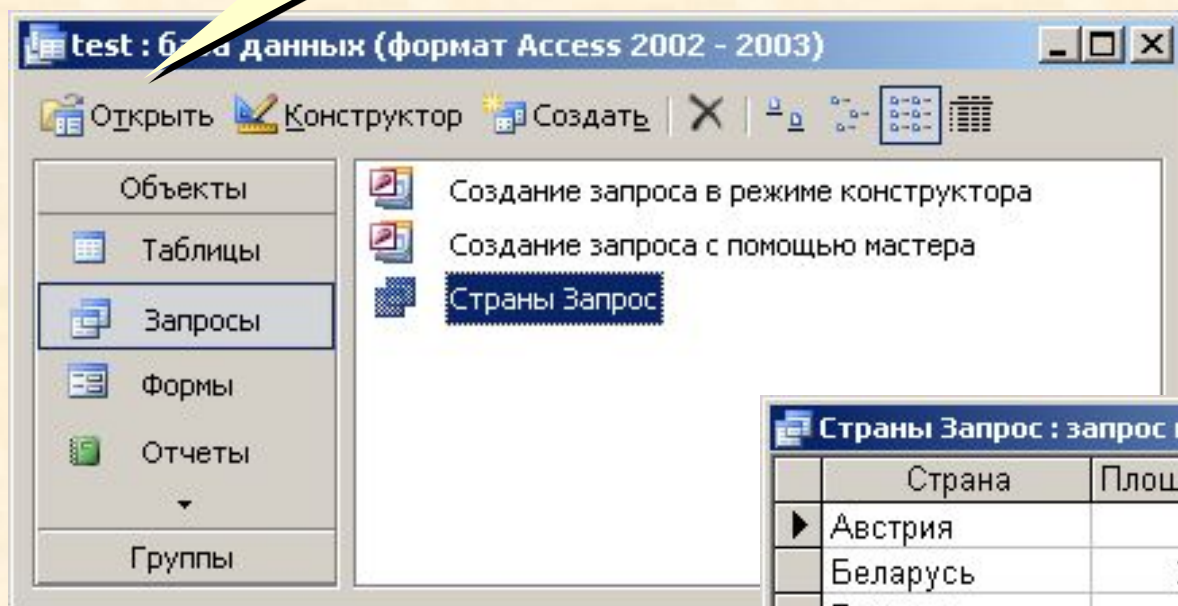 test : база данных (формат Access 2002 - 2003)
Открыть Конструктор Создать
Объекты
Таблицы
Запросы
Формы
Отчеты
Группы
Создание запроса в режиме конструктора
Создание запроса с помощью мастера
Страны Запрос
Страны Запрос : запрос
Страна
Австрия
Беларусь